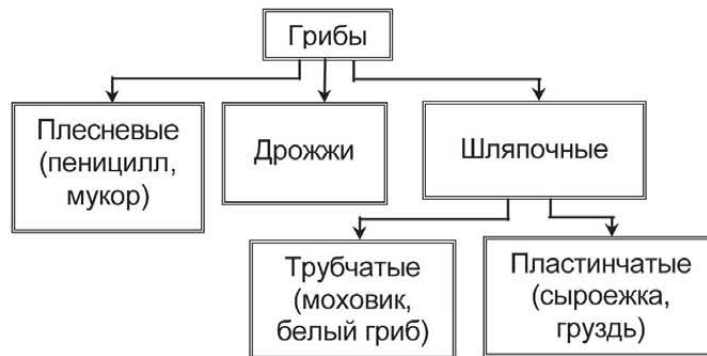 Грибы
Плесневые
(пеницилл,
мукор)
Дрожжи
Шляпочные
Трубчатые
(моховик,
белый гриб)
Пластинчатые
(сыроежка,
груздь)